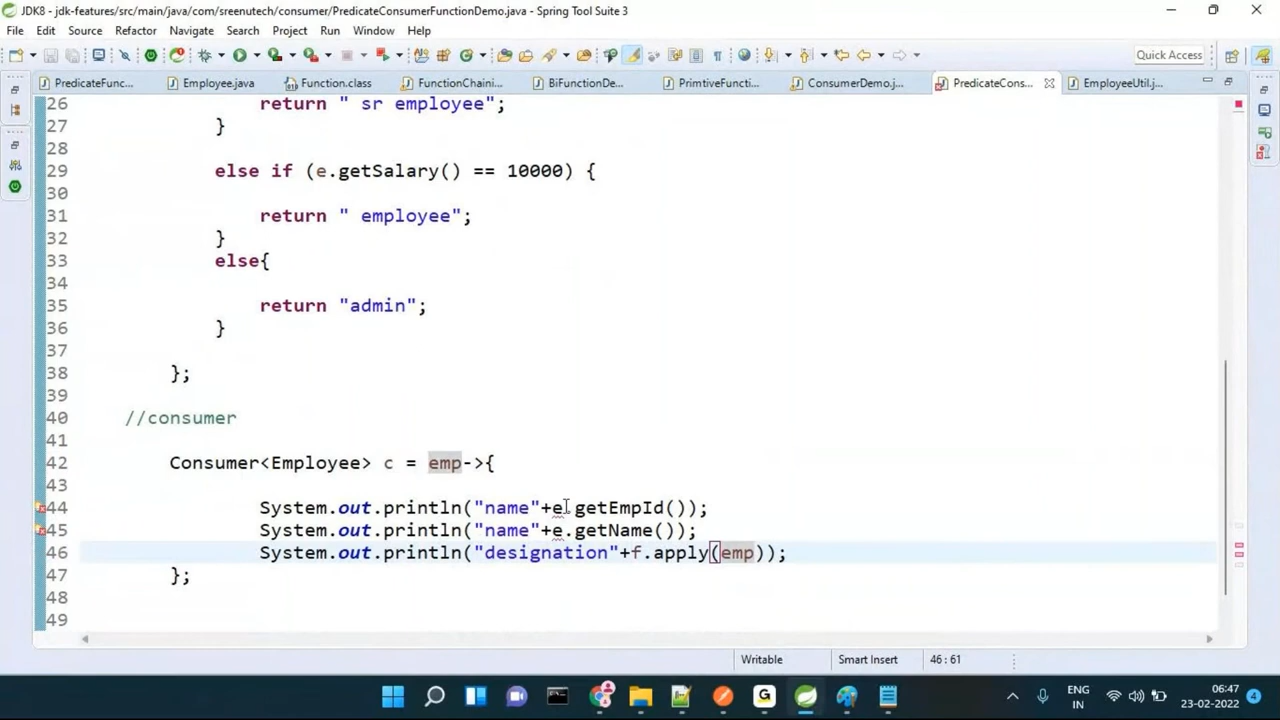 JDK8 - jdk-features/src/main/java/com/sreenutech/consumer/PredicateConsumerFunctionDemo.java - Spring Tool Suite 3
File Edit Source Refactor Navigate Search Project Run Window Help
Quick Access
PredicateFunc... Employee.java Function.class FunctionChaini... BiFunctionDe... PrimtiveFuncti... ConsumerDemo.j... PredicateCons... EmployeeUtil.j...
26 return " sr employee";
27 }
28
29 else if (e.getSalary() == 10000) {
30
31 return " employee";
32 }
33 else{
34
35 return "admin";
36 }
37
38 };
39
40 //consumer
41
42 Consumer<Employee> c = emp->{
43
44 System.out.println("name"+e.getEmpId());
45 System.out.println("name"+e.getName());
46 System.out.println("designation"+f.apply(emp));
47 };
48
49
Writable Smart Insert 46 : 61
ENG
IN
06:47
23-02-2022
4